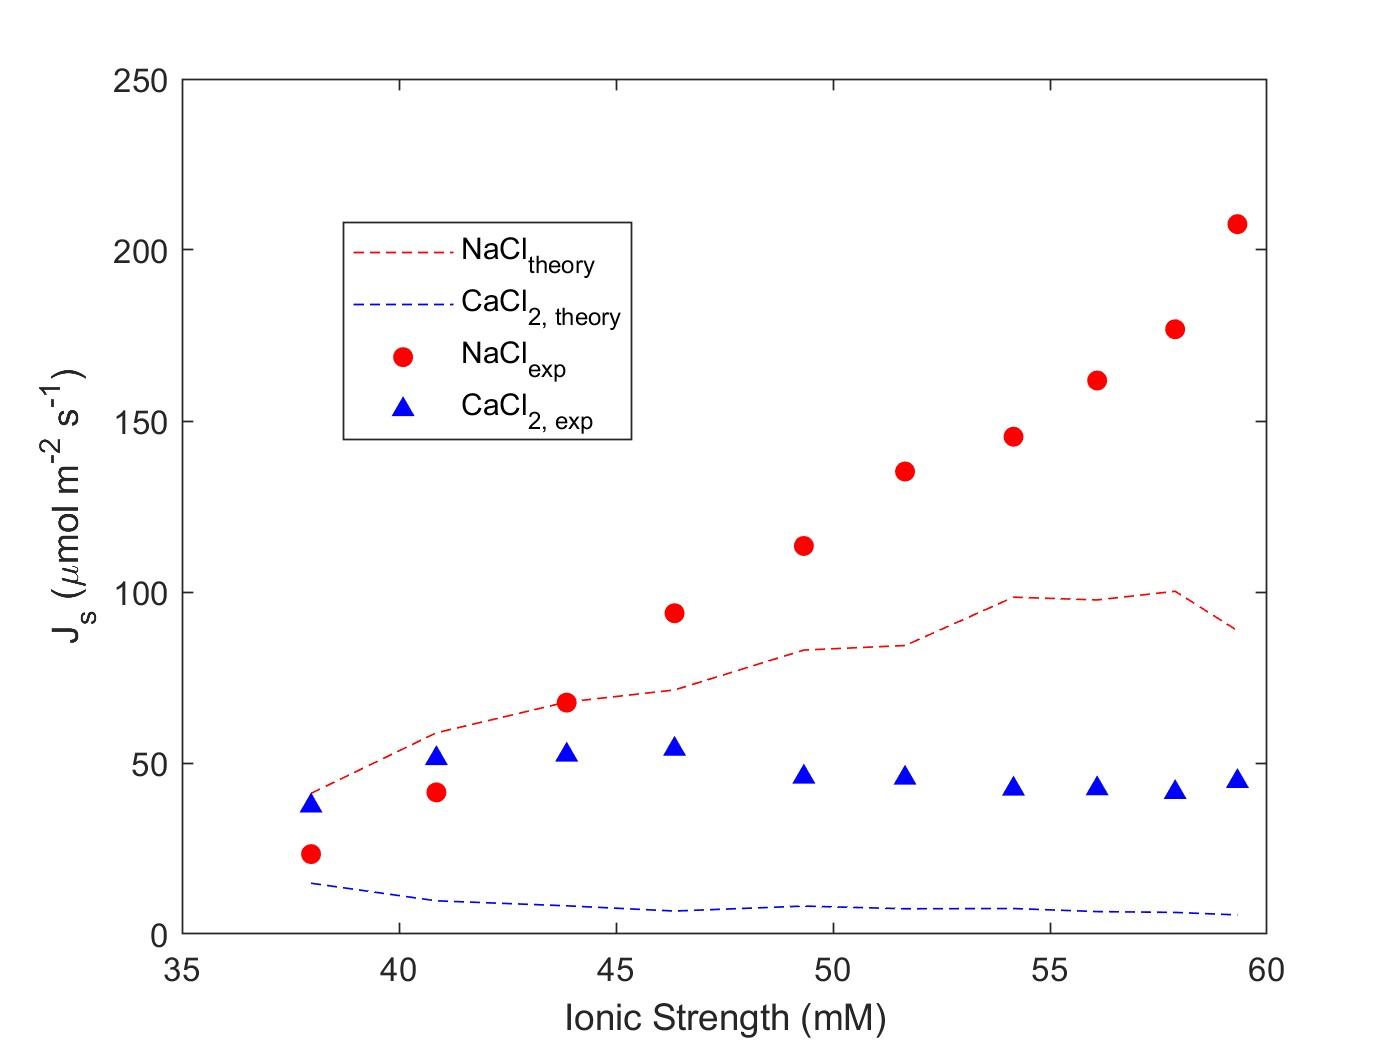 250
200
150
100
50
0
35 40 45 50 55 60
Ionic Strength (mM)
J_s (μmol m^-2 s^-1)
NaCl_theory
CaCl_2, theory
NaCl_exp
CaCl_2, exp